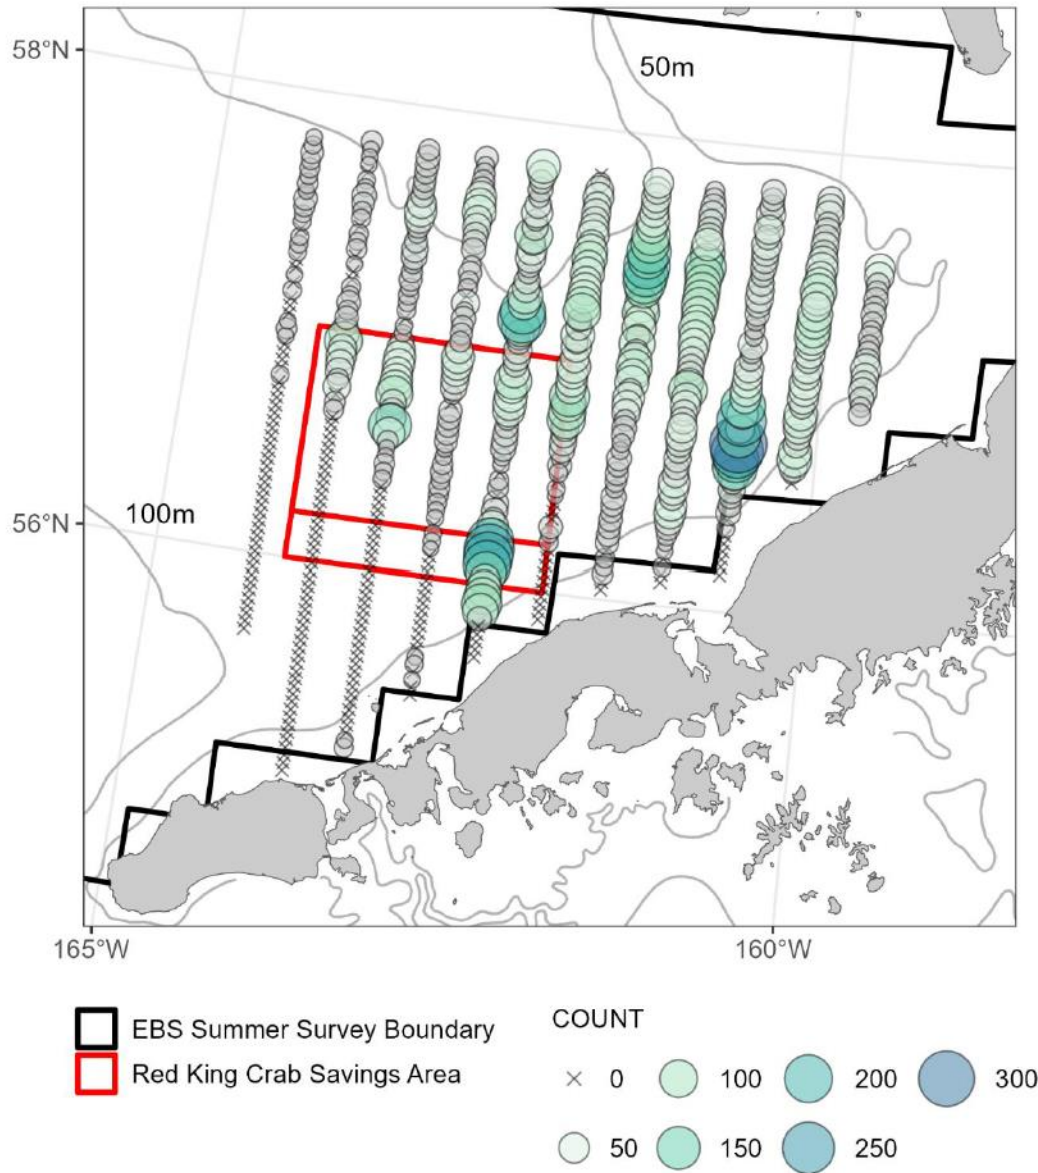 58°N
50m
56°N
100m
165°W
160°W
EBS Summer Survey Boundary
Red King Crab Savings Area
COUNT
0
100
200
300
50
150
250